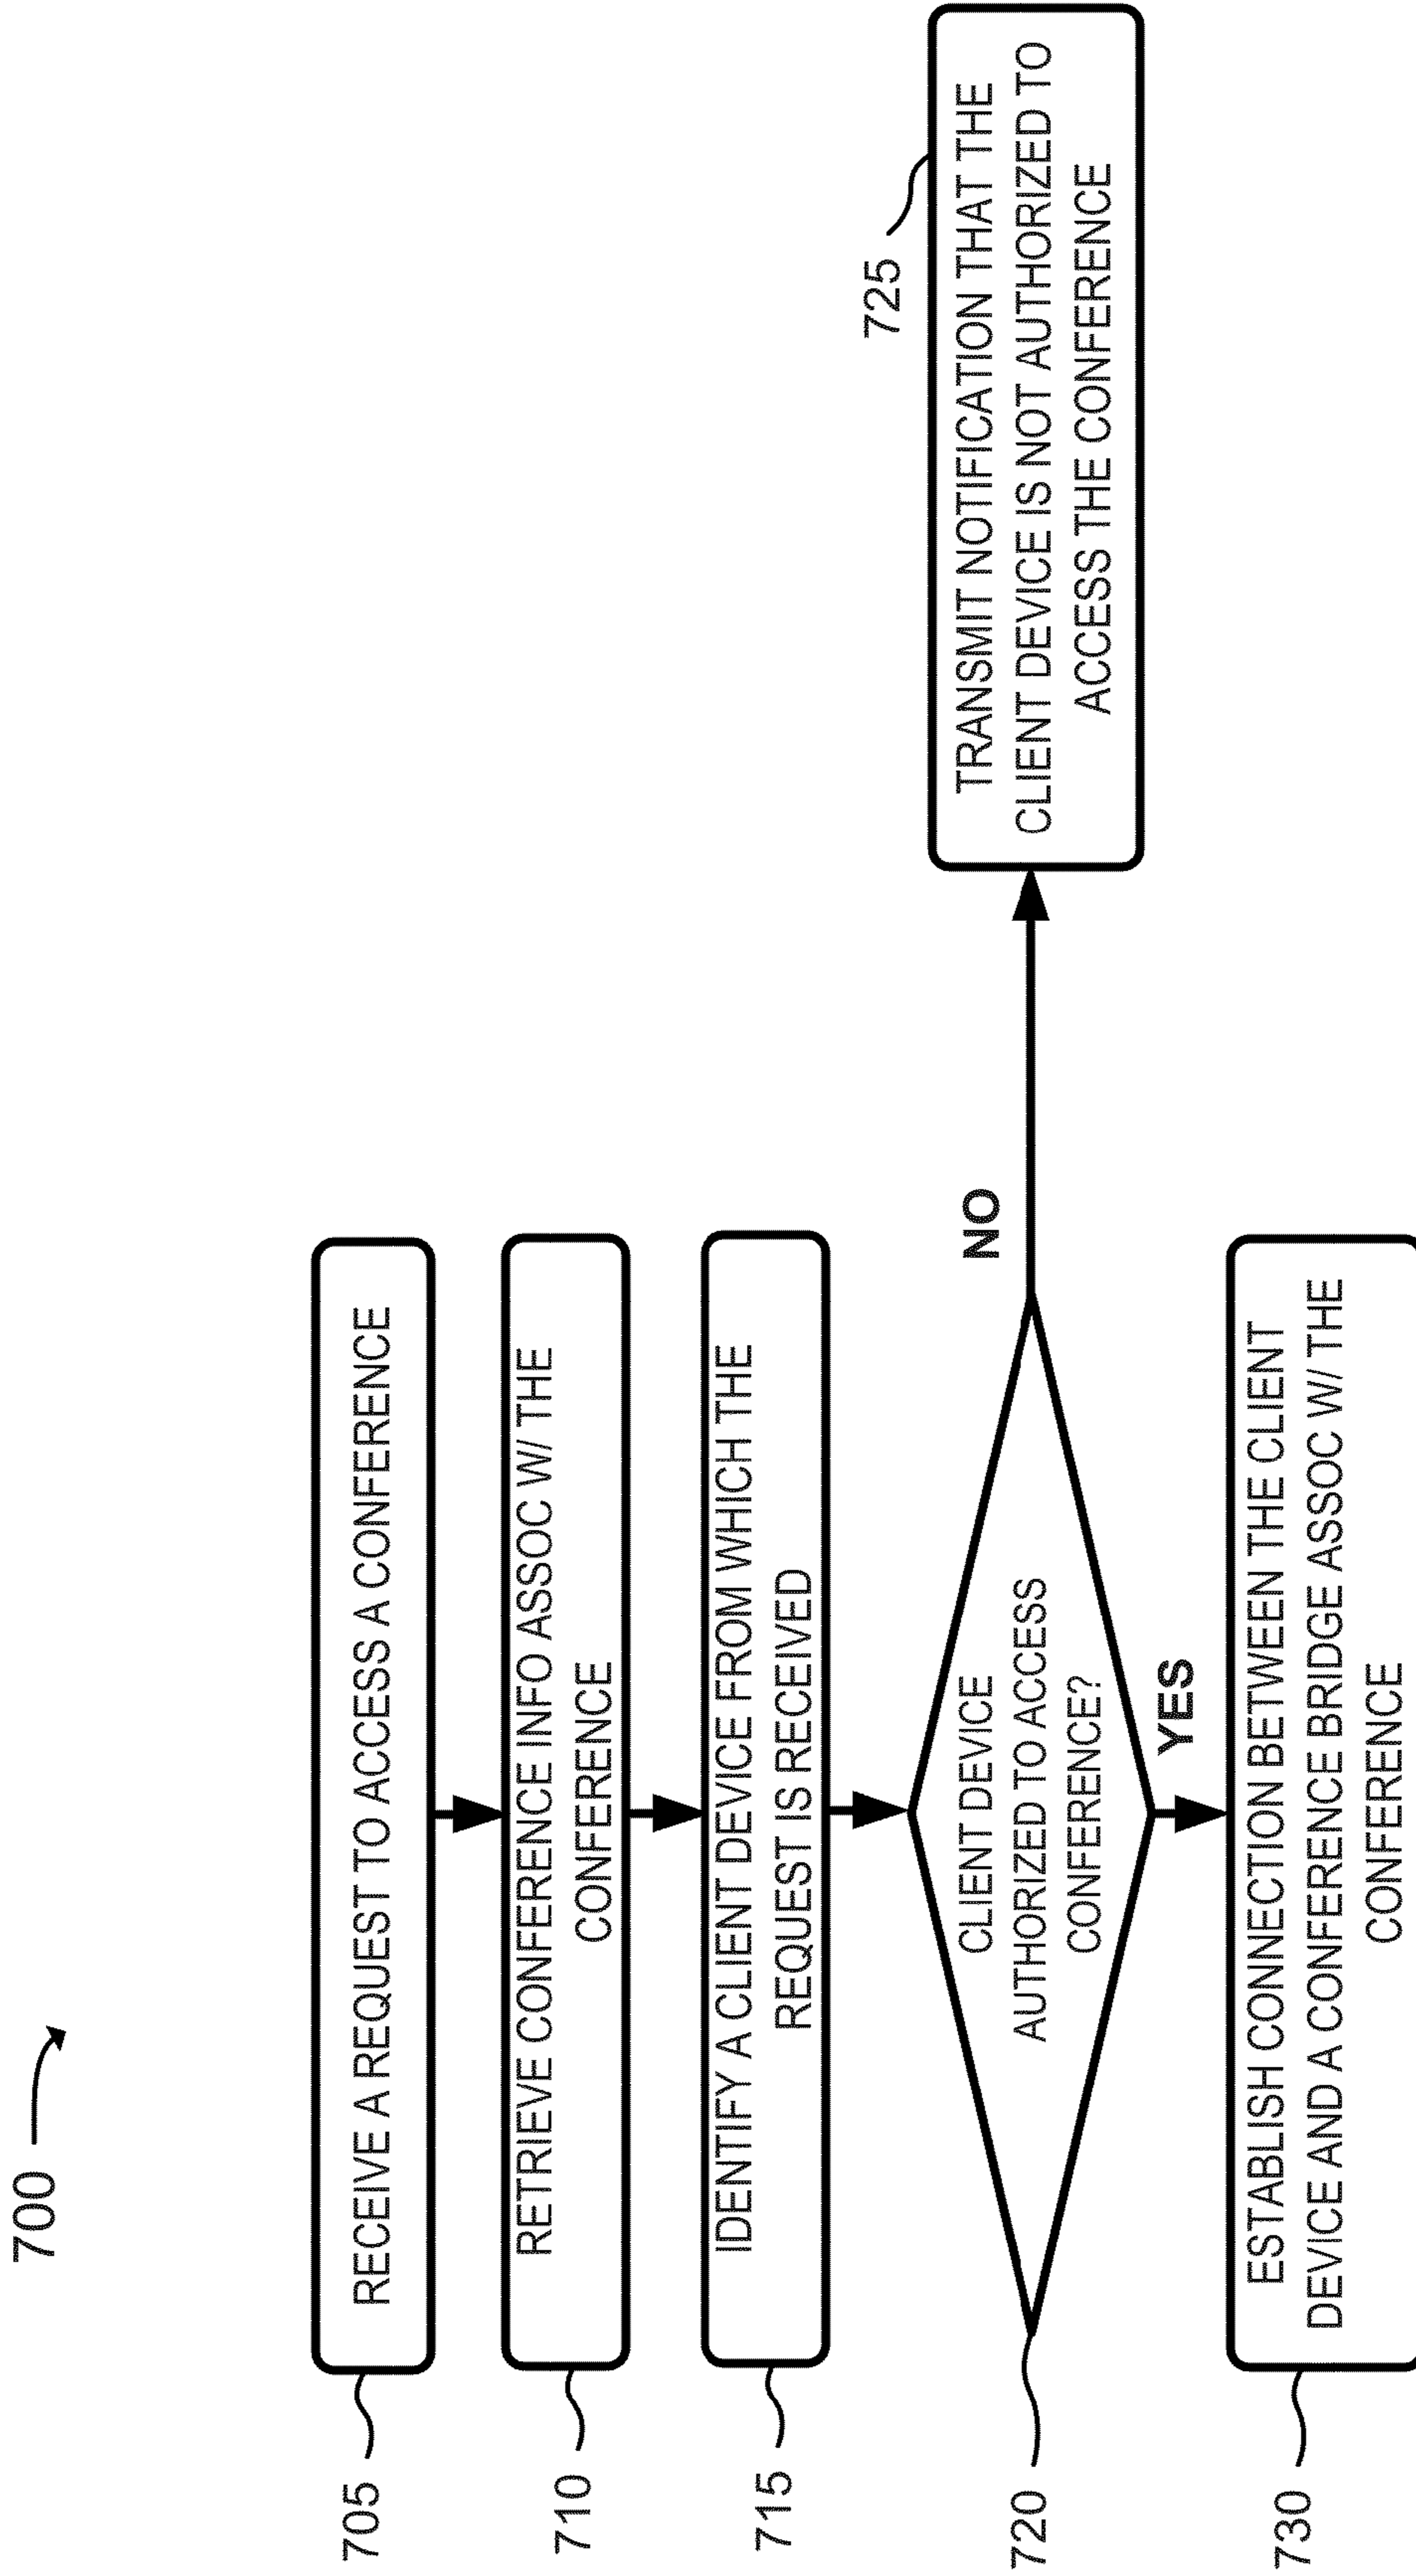 700
705
RECEIVE A REQUEST TO ACCESS A CONFERENCE
710
RETRIEVE CONFERENCE INFO ASSOC W/ THE
CONFERENCE
715
IDENTIFY A CLIENT DEVICE FROM WHICH THE
REQUEST IS RECEIVED
720
CLIENT DEVICE
AUTHORIZED TO ACCESS
CONFERENCE?
NO
725
TRANSMIT NOTIFICATION THAT THE
CLIENT DEVICE IS NOT AUTHORIZED TO
ACCESS THE CONFERENCE
YES
730
ESTABLISH CONNECTION BETWEEN THE CLIENT
DEVICE AND A CONFERENCE BRIDGE ASSOC W/ THE
CONFERENCE